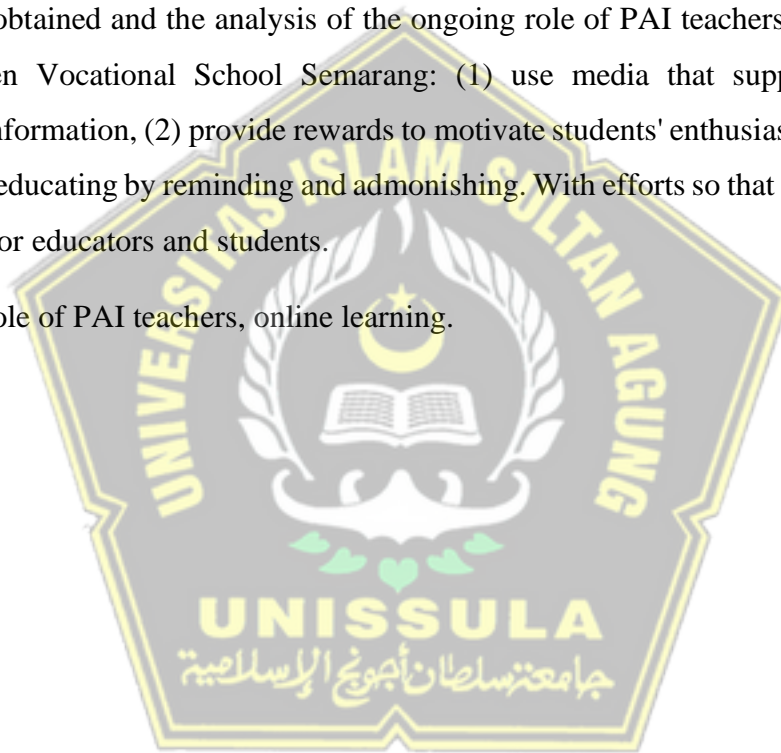 obtained and the analysis of the ongoing role of PAI teachers
en Vocational School Semarang: (1) use media that supp
nformation, (2) provide rewards to motivate students' enthusias
educating by reminding and admonishing. With efforts so that
or educators and students.
ole of PAI teachers, online learning.
UNIVERSITAS ISLAM SULTAN AGUNG
UNISSULA
جامعتنسلطان أجونج الإسلامية